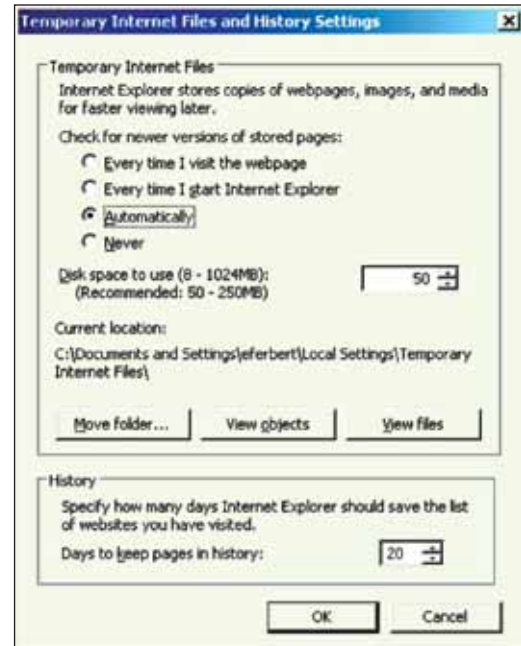 Temporary Internet Files and History Settings
Temporary Internet Files
Internet Explorer stores copies of webpages, images, and media
for faster viewing later.
Check for newer versions of stored pages:
Every time I visit the webpage
Every time I start Internet Explorer
Automatically
Never
Disk space to use (8 - 1024MB): 50
(Recommended: 50 - 250MB)
Current location:
C:\Documents and Settings\eferbert\Local Settings\Temporary
Internet Files\
Move folder... View objects View files
History
Specify how many days Internet Explorer should save the list
of websites you have visited.
Days to keep pages in history: 20
OK Cancel